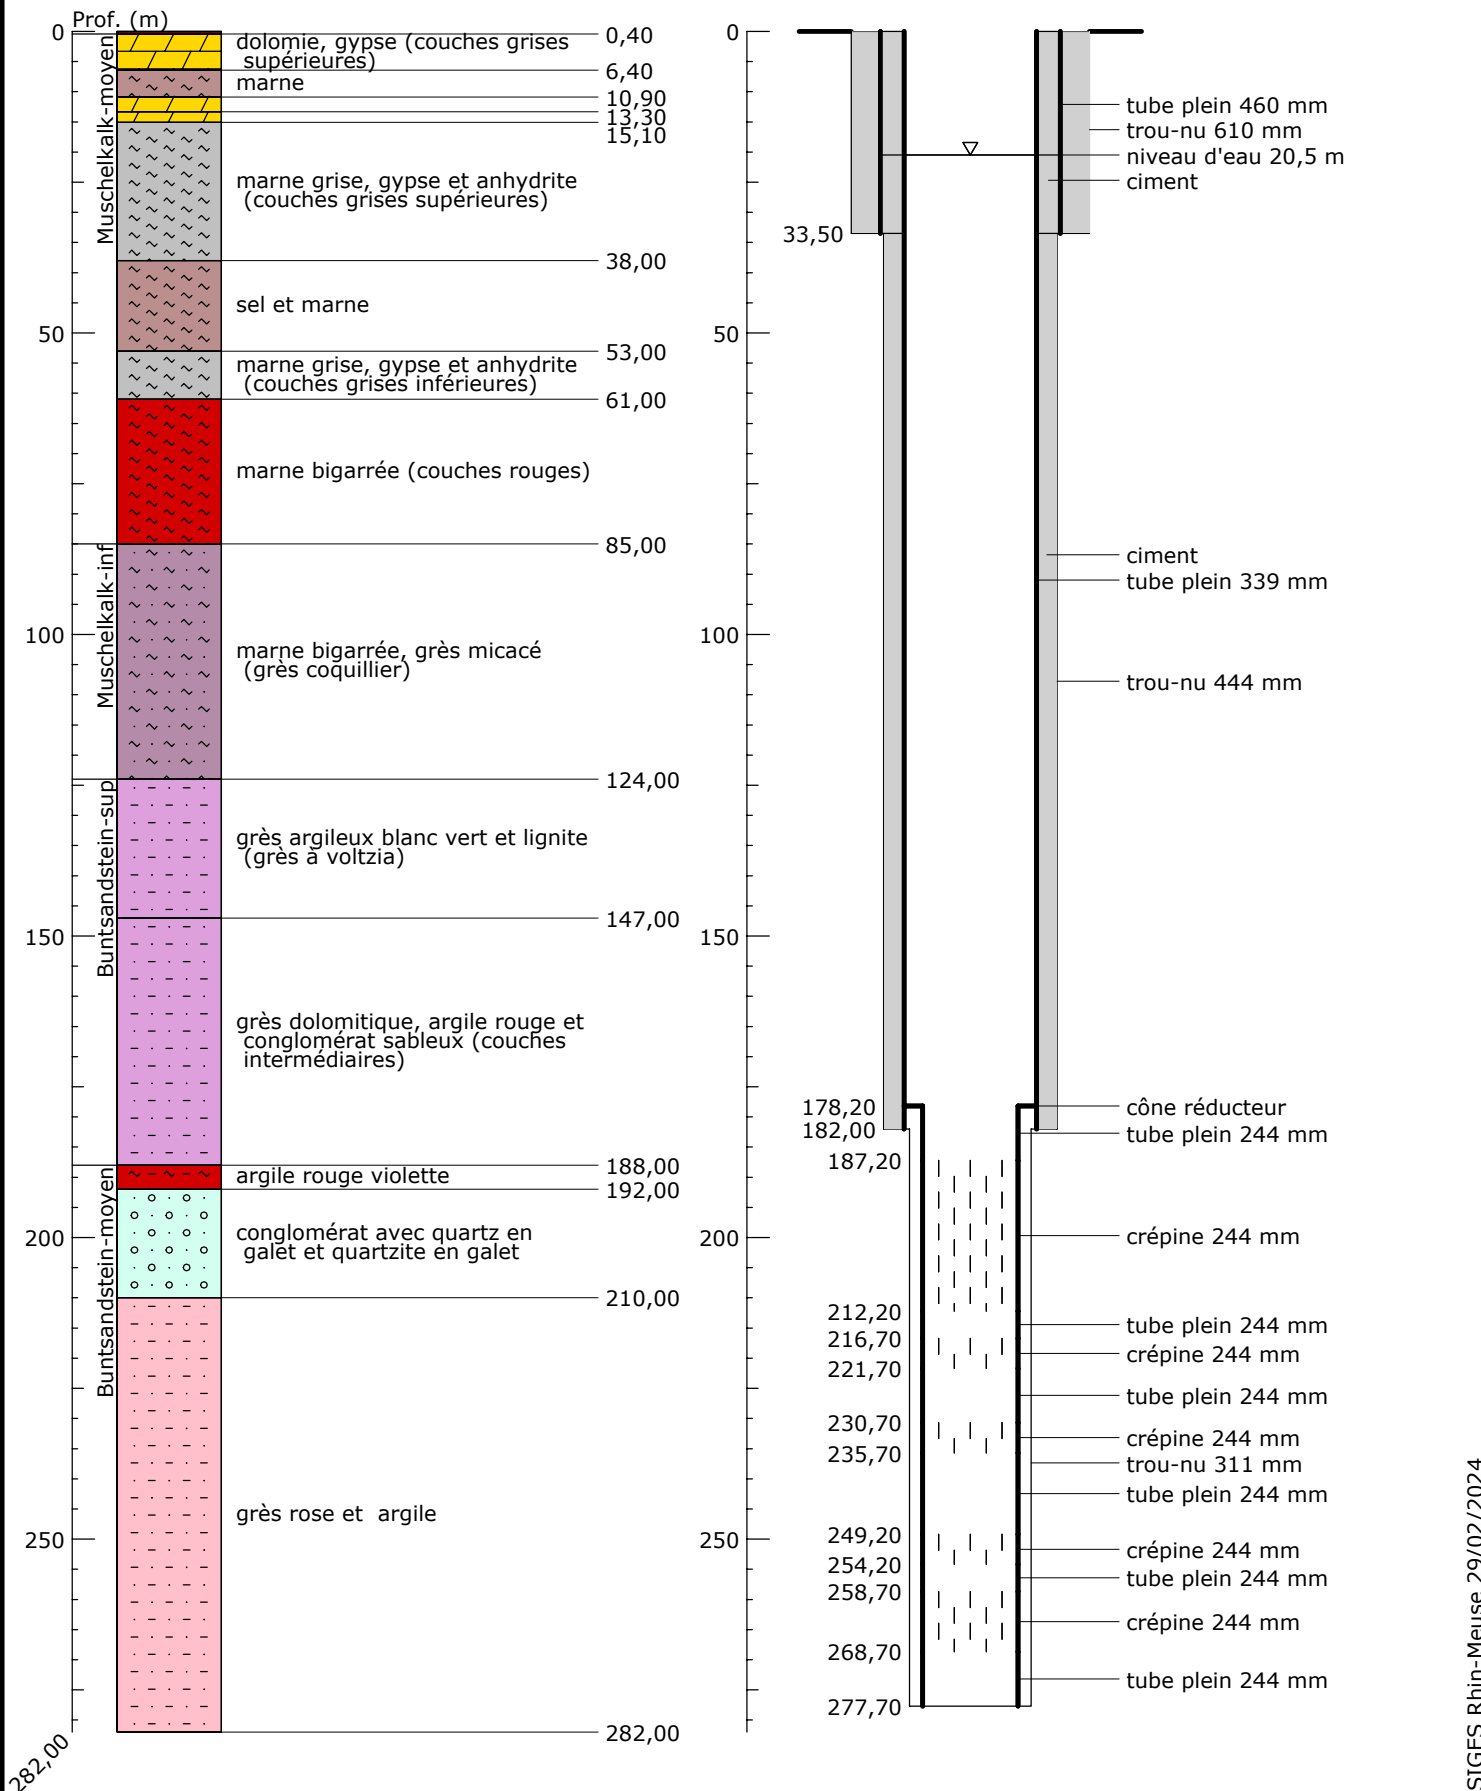 Prof. (m)
0
50
100
150
200
250
282,00
Muschelkalk-moyen
Muschelkalk-inf
Buntsandstein-sup
Buntsandstein-moyen
dolomie, gypse (couches grises
supérieures)
marne
marne grise, gypse et anhydrite
(couches grises supérieures)
sel et marne
marne grise, gypse et anhydrite
(couches grises inférieures)
marne bigarrée (couches rouges)
marne bigarrée, grès micacé
(grès coquillier)
grès argileux blanc vert et lignite
(grès à voltzia)
grès dolomitique, argile rouge et
conglomérat sableux (couches
intermédiaires)
argile rouge violette
conglomérat avec quartz en
galet et quartzite en galet
grès rose et argile
0,40
6,40
10,90
13,30
15,10
38,00
53,00
61,00
85,00
124,00
147,00
188,00
192,00
210,00
282,00
0
50
100
150
200
250
33,50
178,20
182,00
187,20
212,20
216,70
221,70
230,70
235,70
249,20
254,20
258,70
268,70
277,70
tube plein 460 mm
trou-nu 610 mm
niveau d'eau 20,5 m
ciment
ciment
tube plein 339 mm
trou-nu 444 mm
cône réducteur
tube plein 244 mm
crépine 244 mm
tube plein 244 mm
crépine 244 mm
tube plein 244 mm
crépine 244 mm
trou-nu 311 mm
tube plein 244 mm
crépine 244 mm
tube plein 244 mm
crépine 244 mm
tube plein 244 mm
SIGES Rhin-Meuse 29/02/2024